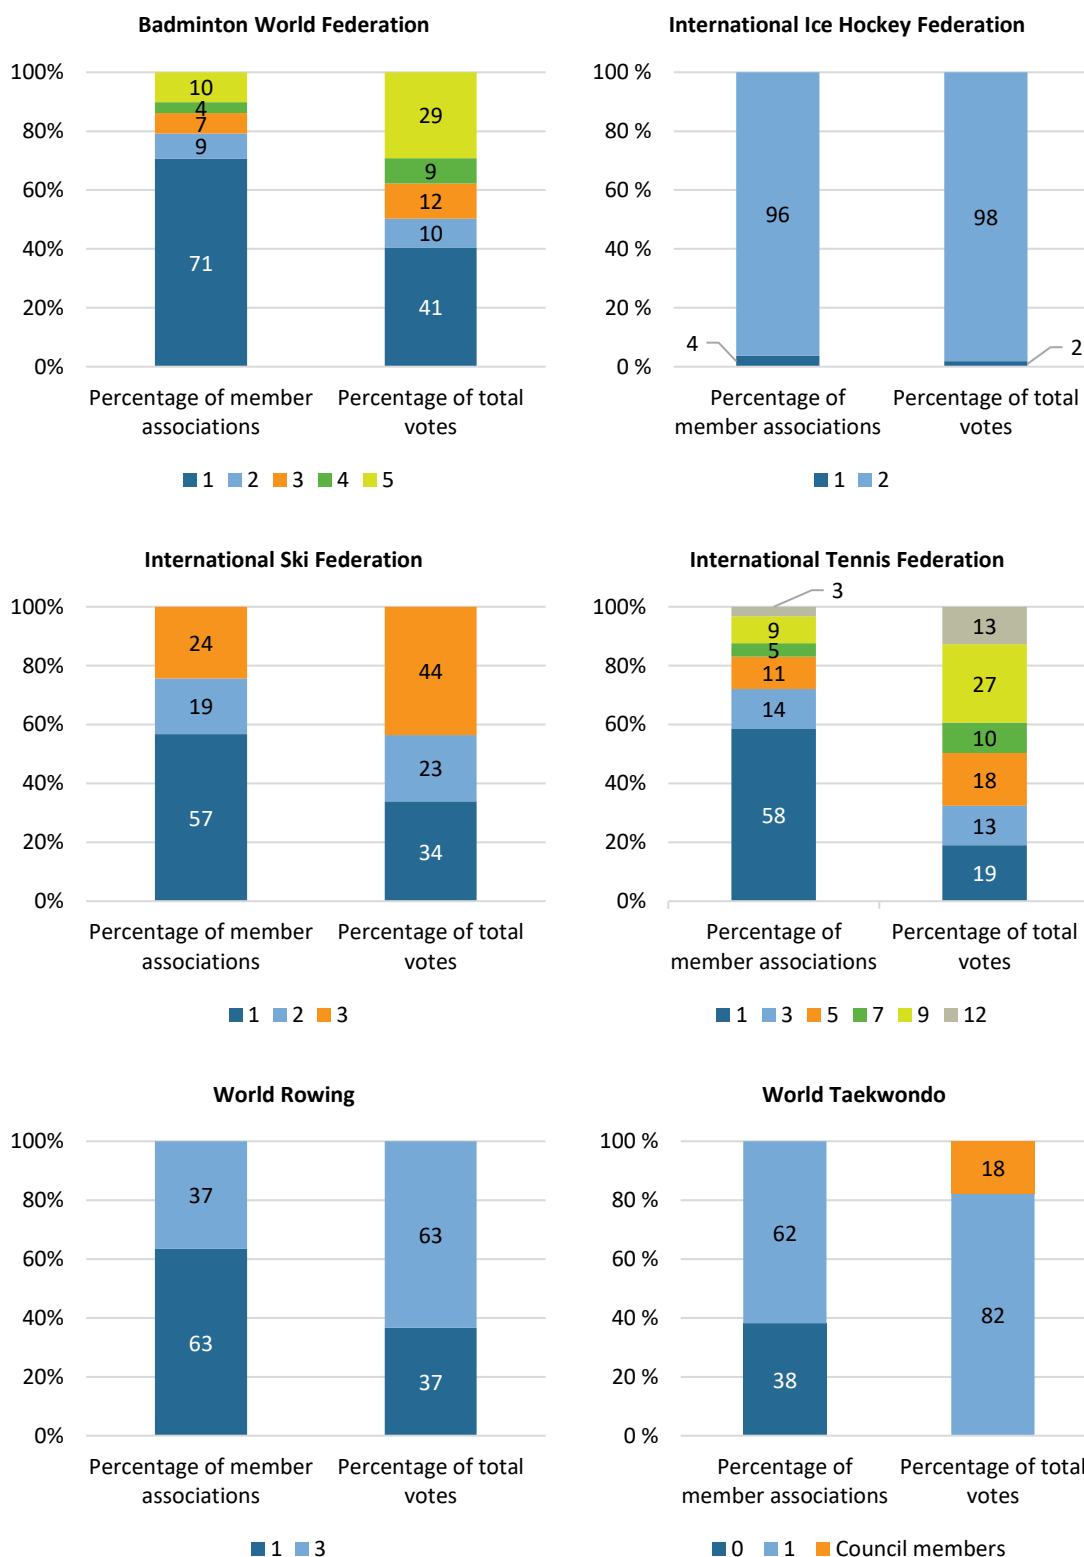 Badminton World Federation
100%
80%
60%
40%
20%
0%
10
4
7
9
71
29
9
12
10
41
Percentage of member
associations
Percentage of total
votes
1 2 3 4 5
International Ice Hockey Federation
100 %
80 %
60 %
40 %
20 %
0 %
96
4
98
2
Percentage of
member associations
Percentage of total
votes
1 2
International Ski Federation
100%
80%
60%
40%
20%
0%
24
19
57
44
23
34
Percentage of member
associations
Percentage of total
votes
1 2 3
International Tennis Federation
100%
80%
60%
40%
20%
0%
3
9
5
11
14
58
13
27
10
18
13
19
Percentage of
member associations
Percentage of total
votes
1 3 5 7 9 12
World Rowing
100%
80%
60%
40%
20%
0%
37
63
63
37
Percentage of member
associations
Percentage of total
votes
1 3
World Taekwondo
100 %
80 %
60 %
40 %
20 %
0 %
62
38
18
82
Percentage of
member associations
Percentage of total
votes
0 1 Council members